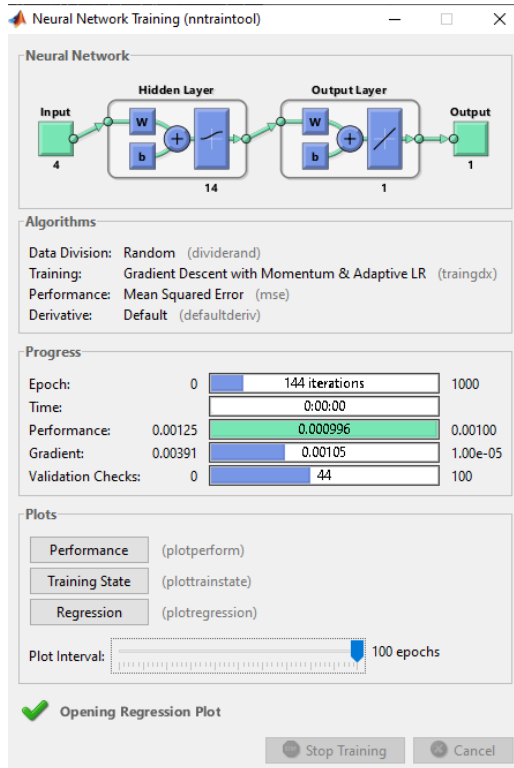 Neural Network Training (nntraintool)
Neural Network
Hidden Layer
Output Layer
Input
Output
W
b
+
W
b
+
4
14
1
1
Algorithms
Data Division: Random (dividerand)
Training: Gradient Descent with Momentum & Adaptive LR (traingdx)
Performance: Mean Squared Error (mse)
Derivative: Default (defaultderiv)
Progress
Epoch: 0 144 iterations 1000
Time: 0:00:00
Performance: 0.00125 0.000996 0.00100
Gradient: 0.00391 0.00105 1.00e-05
Validation Checks: 0 44 100
Plots
Performance (plotperform)
Training State (plottrainstate)
Regression (plotregression)
Plot Interval: 100 epochs
Opening Regression Plot
Stop Training Cancel